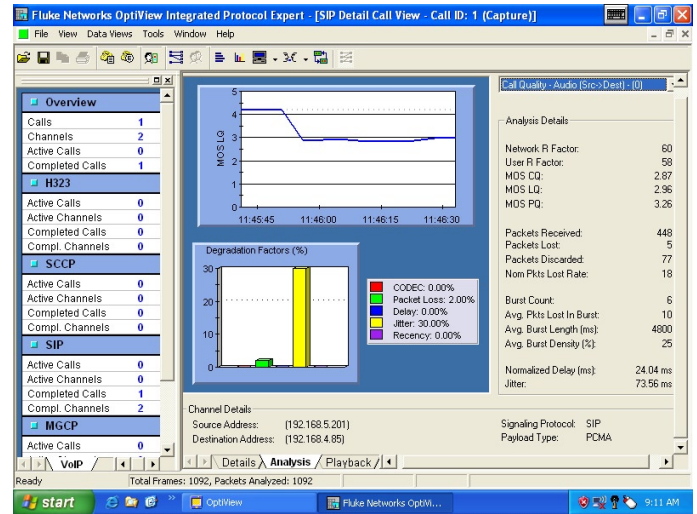 Fluke Networks OptiView Integrated Protocol Expert - [SIP Detail Call View - Call ID: 1 (Capture)]
File View Data Views Tools Window Help
Overview
Calls 1
Channels 2
Active Calls 0
Completed Calls 1
H323
Active Calls 0
Active Channels 0
Completed Calls 0
Compl. Channels 0
SCCP
Active Calls 0
Active Channels 0
Completed Calls 0
Compl. Channels 0
SIP
Active Calls 0
Active Channels 0
Completed Calls 1
Compl. Channels 2
MGCP
Active Calls 0
VoIP
MOS LQ
5
4
3
2
1
0
11:45:45 11:46:00 11:46:15 11:46:30
Degradation Factors (%)
30
20
10
0
CODEC: 0.00%
Packet Loss: 2.00%
Delay: 0.00%
Jitter: 30.00%
Recency: 0.00%
Call Quality - Audio (Src->Dest) - (0)
Analysis Details
Network R Factor: 60
User R Factor: 58
MOS CQ: 2.87
MOS LQ: 2.96
MOS PQ: 3.26
Packets Received: 448
Packets Lost: 5
Packets Discarded: 77
Nom Pkts Lost Rate: 18
Burst Count: 6
Avg. Pkts Lost In Burst: 10
Avg. Burst Length (ms): 4800
Avg. Burst Density (%): 25
Normalized Delay (ms): 24.04 ms
Jitter: 73.56 ms
Channel Details
Source Address: (192.168.5.201) Signaling Protocol: SIP
Destination Address: (192.168.4.85) Payload Type: PCMA
Details Analysis Playback
Ready Total Frames: 1092, Packets Analyzed: 1092
start OptiView Fluke Networks OptiVi... 9:11 AM